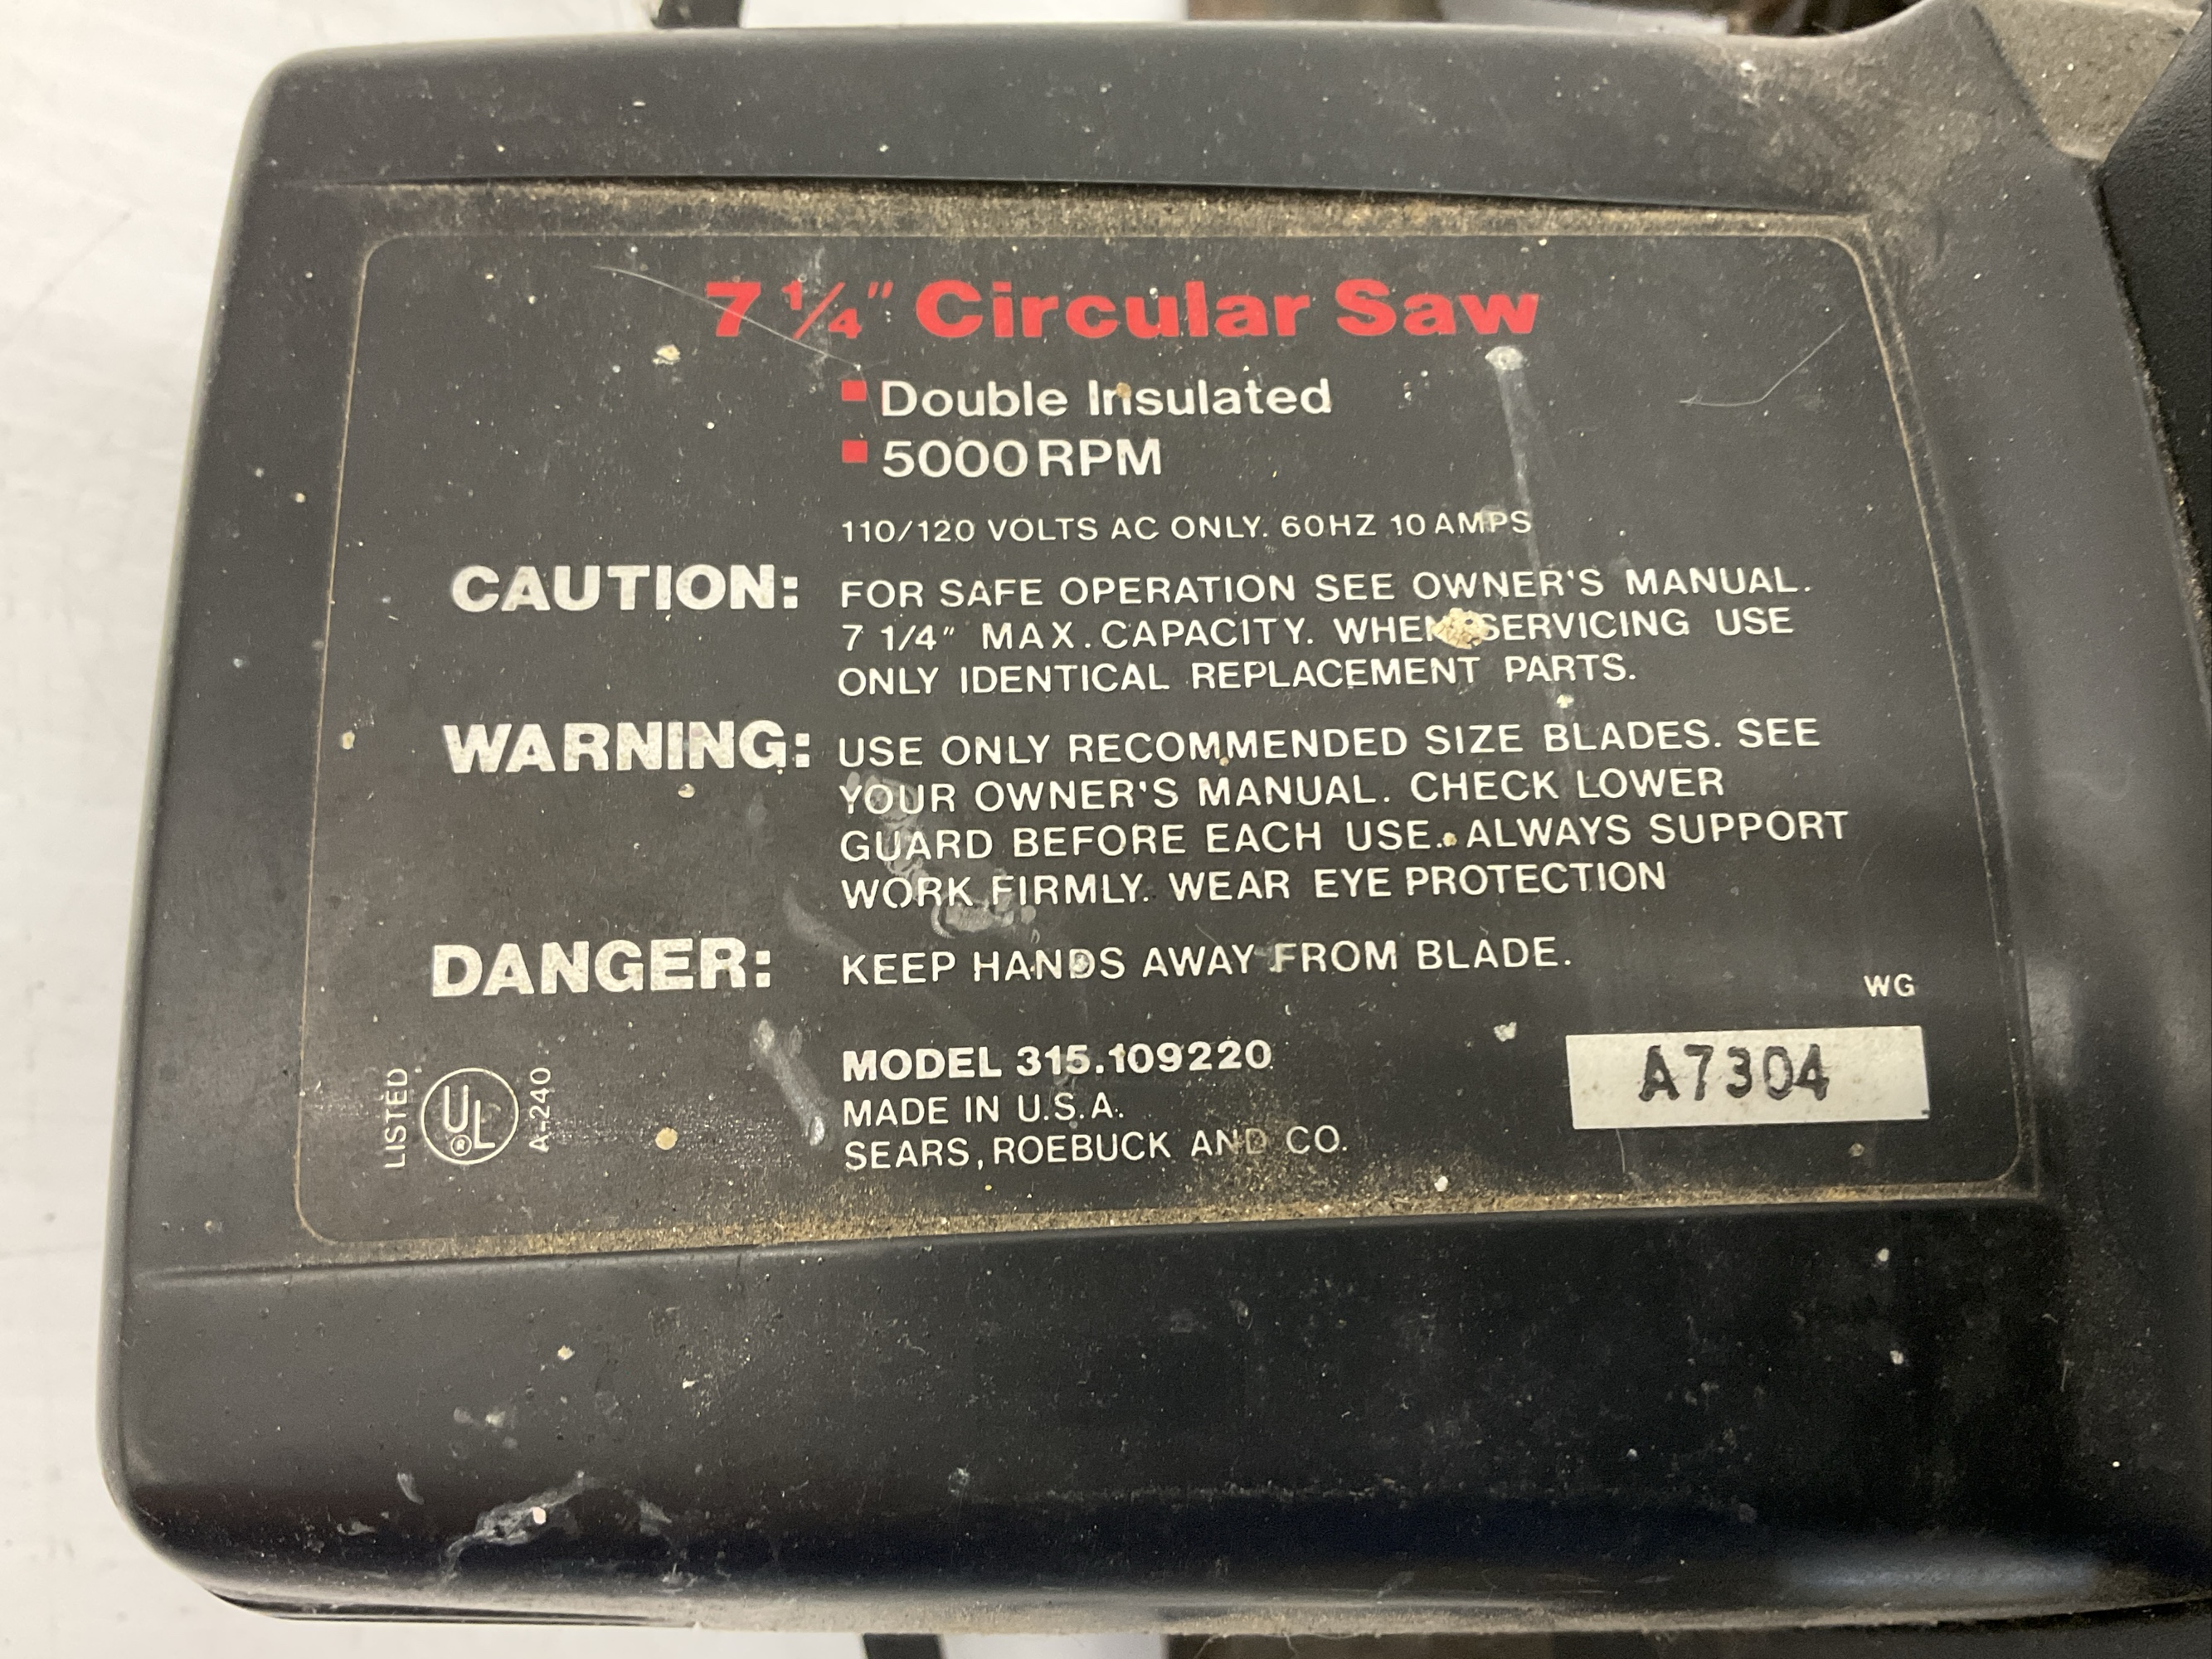 7 1/4" Circular Saw
Double Insulated
5000 RPM
110/120 VOLTS AC ONLY. 60HZ 10 AMPS
CAUTION: FOR SAFE OPERATION SEE OWNER'S MANUAL.
7 1/4" MAX. CAPACITY. WHEN SERVICING USE
ONLY IDENTICAL REPLACEMENT PARTS.
WARNING: USE ONLY RECOMMENDED SIZE BLADES. SEE
YOUR OWNER'S MANUAL. CHECK LOWER
GUARD BEFORE EACH USE. ALWAYS SUPPORT
WORK FIRMLY. WEAR EYE PROTECTION
DANGER: KEEP HANDS AWAY FROM BLADE.
WG
LISTED
UL®
A-240
MODEL 315.109220
MADE IN U.S.A.
SEARS, ROEBUCK AND CO.
A7304